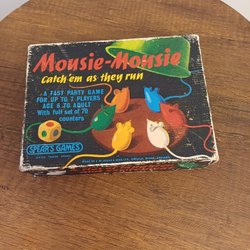 Mousie-Mousie
Catch 'em as they run
A FAST PARTY GAME
FOR UP TO 7 PLAYERS
AGE 6 TO ADULT
With full set of 70
counters
SPEAR'S GAMES